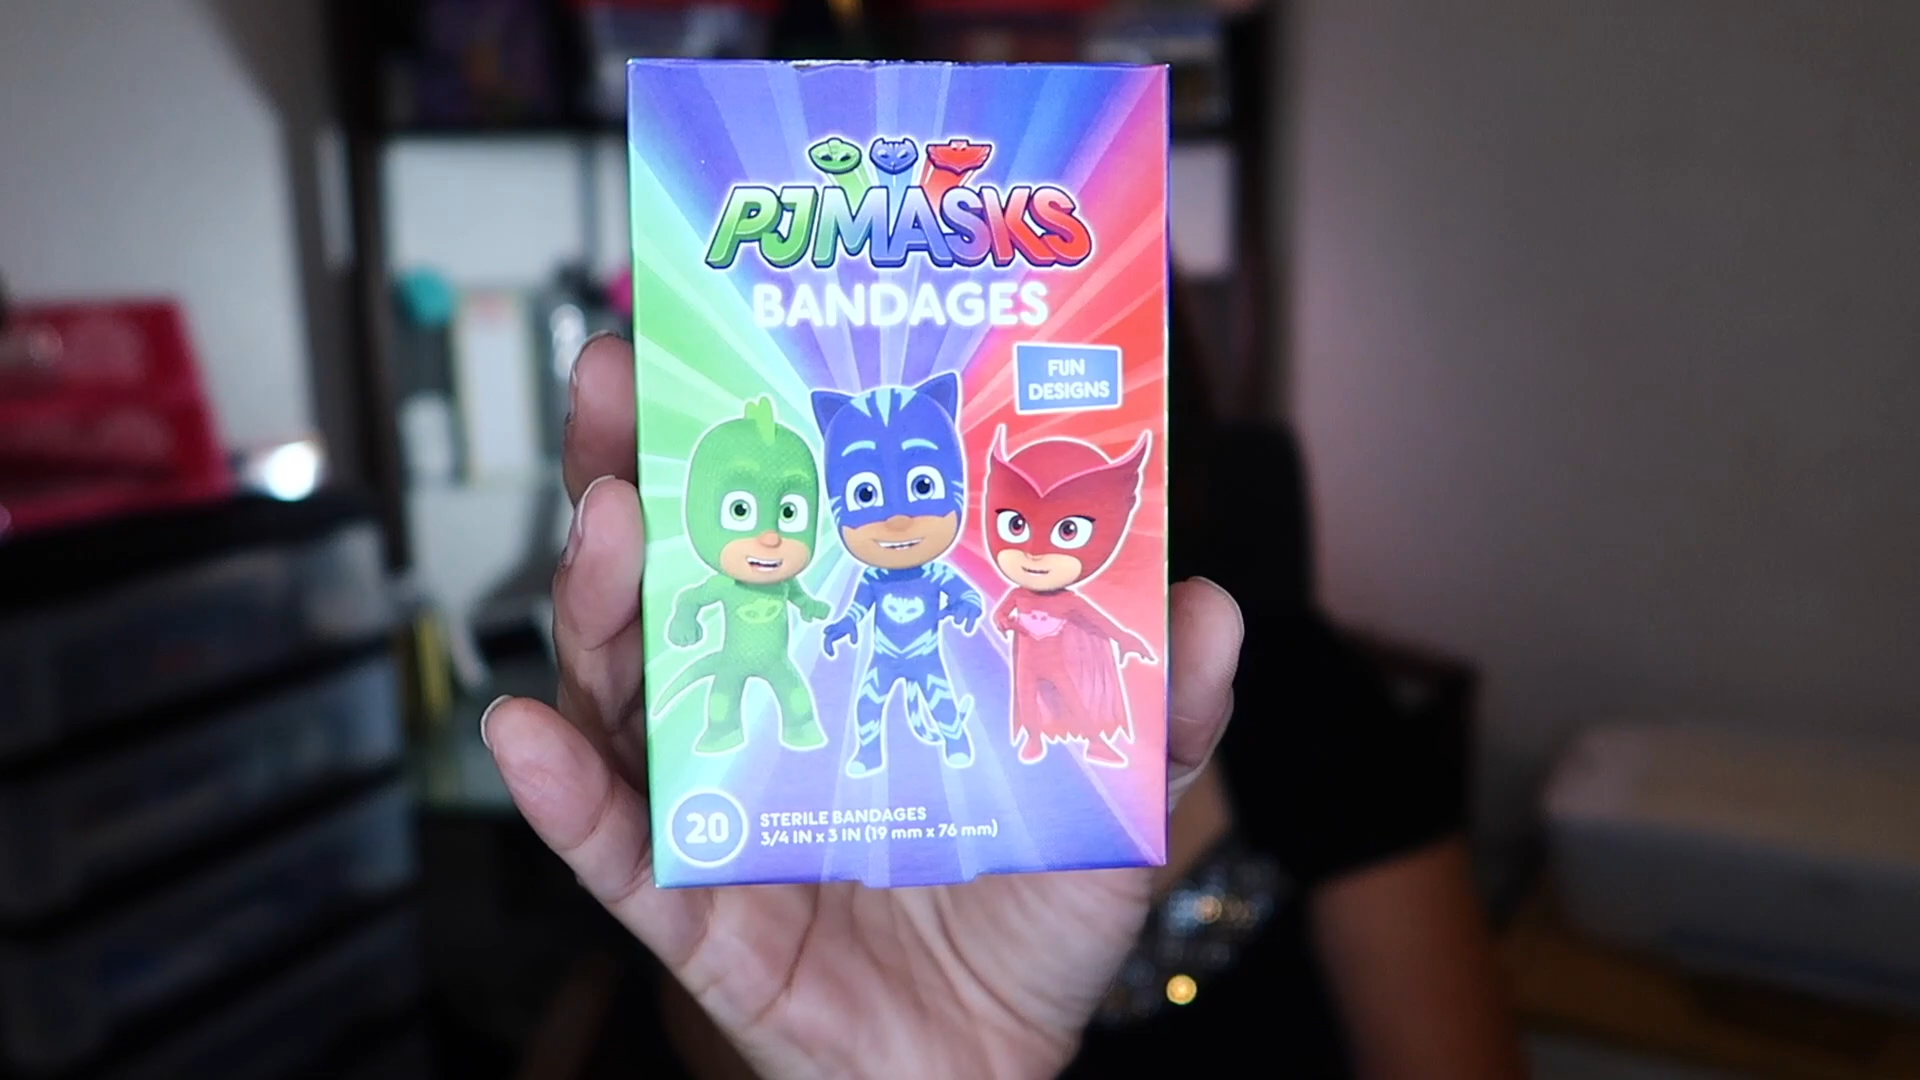 PJMASKS
BANDAGES
FUN
DESIGNS
20
STERILE BANDAGES
3/4 IN x 3 IN (19 mm x 76 mm)